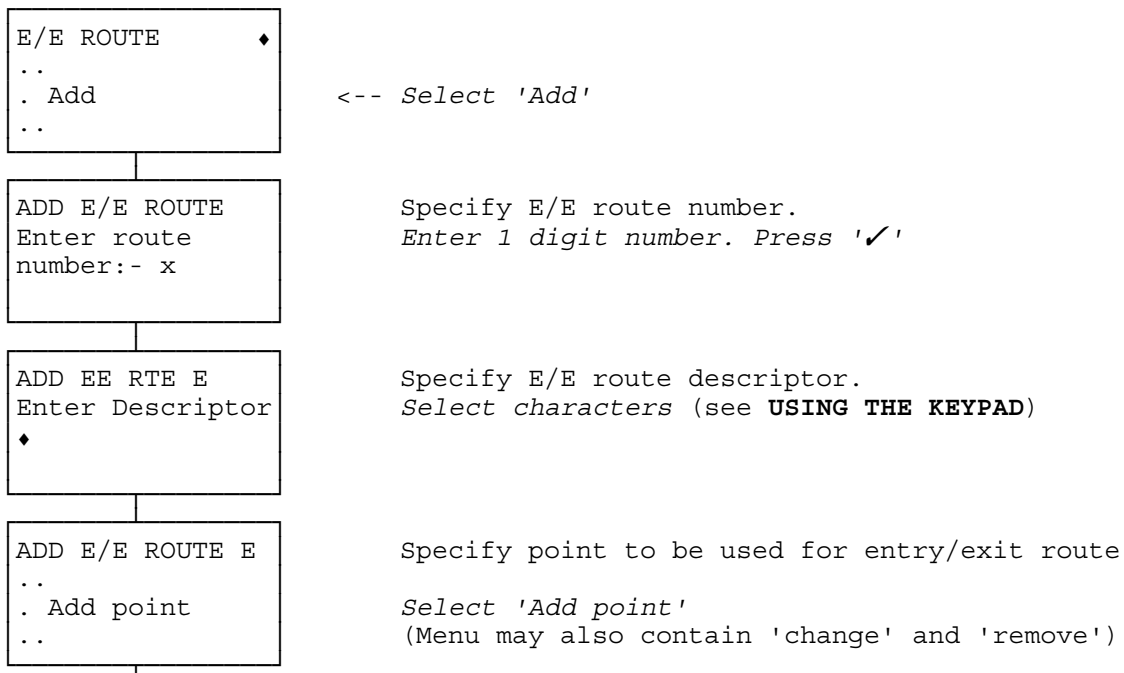 E/E ROUTE ♦
..
. Add <-- Select 'Add'
..
ADD E/E ROUTE Specify E/E route number.
Enter route Enter 1 digit number. Press '✓'
number:- x
ADD EE RTE E Specify E/E route descriptor.
Enter Descriptor Select characters (see USING THE KEYPAD)
♦
ADD E/E ROUTE E Specify point to be used for entry/exit route
..
. Add point Select 'Add point'
.. (Menu may also contain 'change' and 'remove')